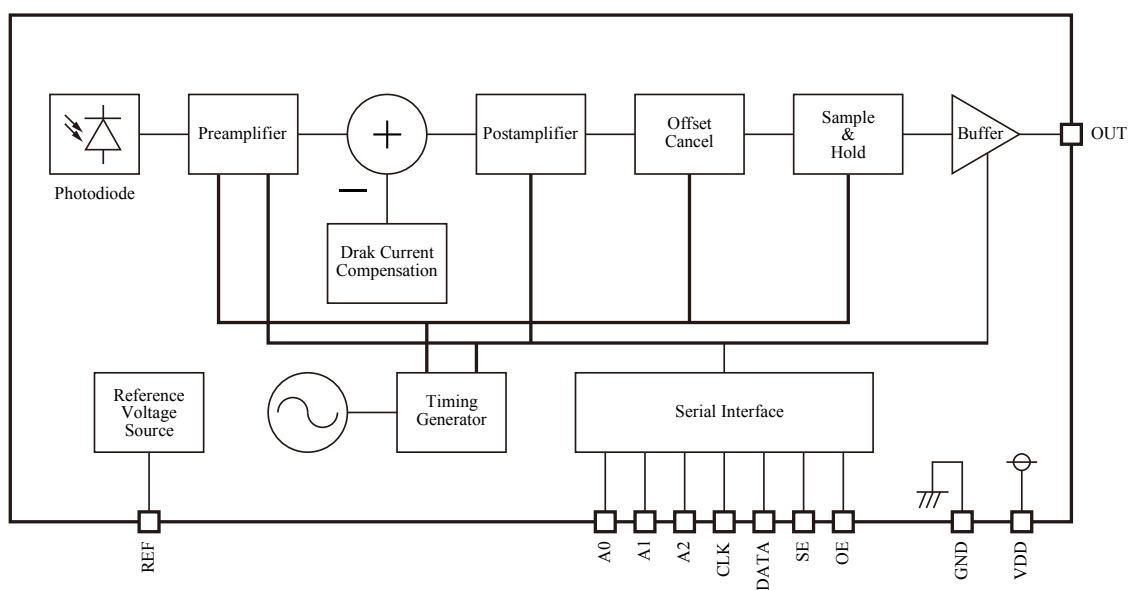 Photodiode
Preamplifier
+
−
Drak Current
Compensation
Postamplifier
Offset
Cancel
Sample
&
Hold
Buffer
OUT
Reference
Voltage
Source
Timing
Generator
Serial Interface
REF
A0
A1
A2
CLK
DATA
SE
OE
GND
VDD